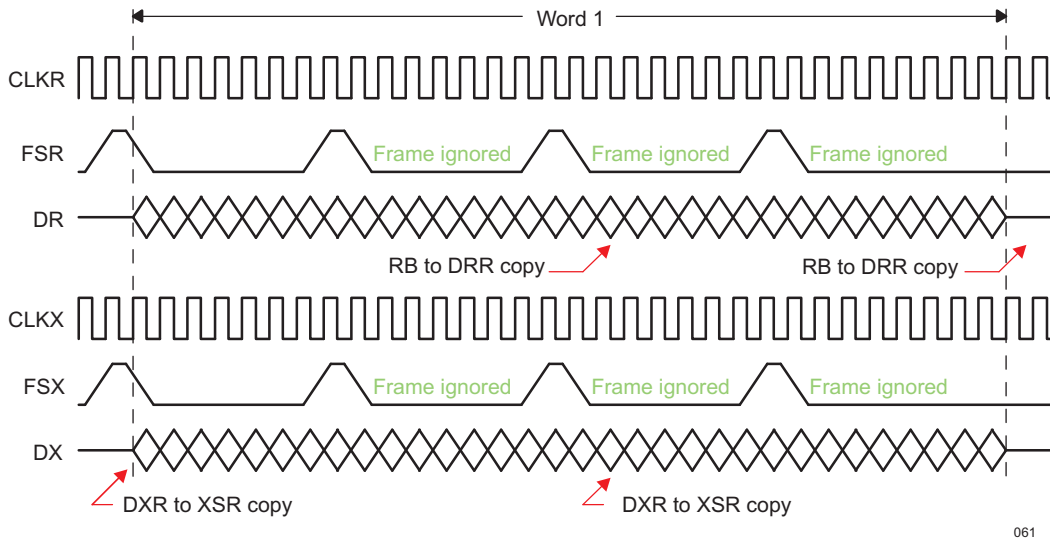 Word 1
CLKR
FSR
Frame ignored
Frame ignored
Frame ignored
DR
RB to DRR copy
RB to DRR copy
CLKX
FSX
Frame ignored
Frame ignored
Frame ignored
DX
DXR to XSR copy
DXR to XSR copy
061